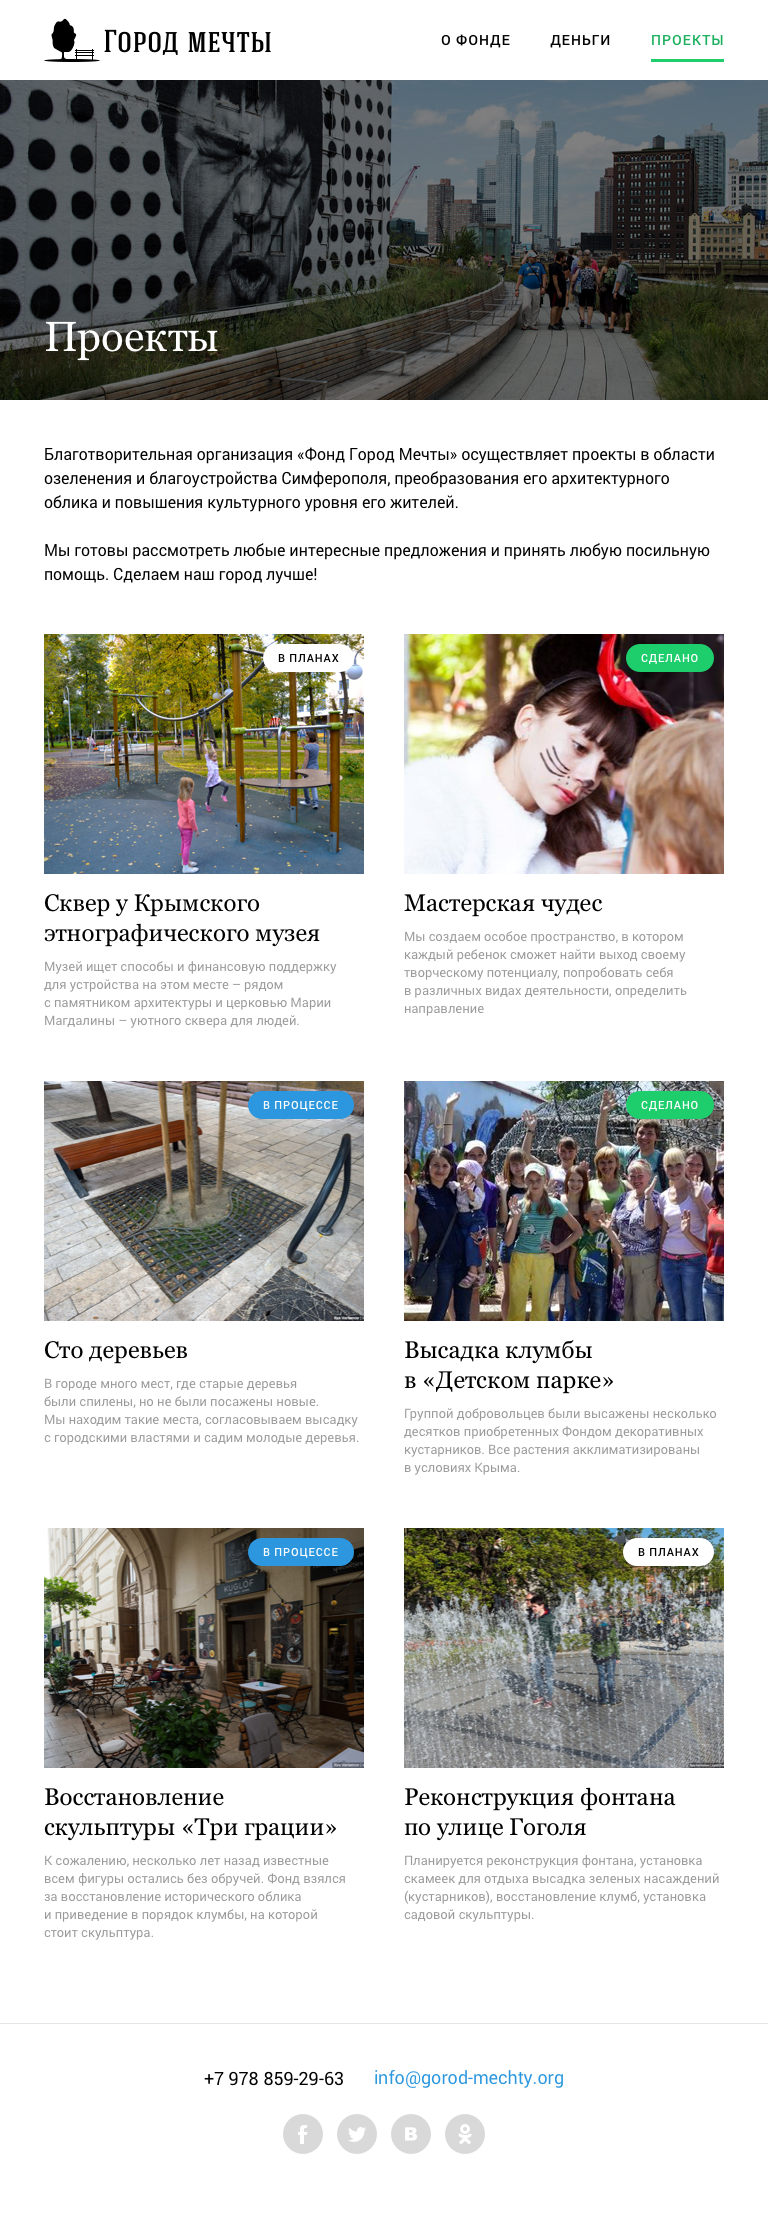 Город мечты
О ФОНДЕ
ДЕНЬГИ
ПРОЕКТЫ
Проекты
Благотворительная организация «Фонд Город Мечты» осуществляет проекты в области
озеленения и благоустройства Симферополя, преобразования его архитектурного
облика и повышения культурного уровня его жителей.
Мы готовы рассмотреть любые интересные предложения и принять любую посильную
помощь. Сделаем наш город лучше!
В ПЛАНАХ
Сквер у Крымского
этнографического музея
Музей ищет способы и финансовую поддержку
для устройства на этом месте – рядом
с памятником архитектуры и церковью Марии
Магдалины – уютного сквера для людей.
СДЕЛАНО
Мастерская чудес
Мы создаем особое пространство, в котором
каждый ребенок сможет найти выход своему
творческому потенциалу, попробовать себя
в различных видах деятельности, определить
направление
В ПРОЦЕССЕ
Сто деревьев
В городе много мест, где старые деревья
были спилены, но не были посажены новые.
Мы находим такие места, согласовываем высадку
с городскими властями и садим молодые деревья.
СДЕЛАНО
Высадка клумбы
в «Детском парке»
Группой добровольцев были высажены несколько
десятков приобретенных Фондом декоративных
кустарников. Все растения акклиматизированы
в условиях Крыма.
В ПРОЦЕССЕ
KUGLOF
Восстановление
скульптуры «Три грации»
К сожалению, несколько лет назад известные
всем фигуры остались без обручей. Фонд взялся
за восстановление исторического облика
и приведение в порядок клумбы, на которой
стоит скульптура.
В ПЛАНАХ
Реконструкция фонтана
по улице Гоголя
Планируется реконструкция фонтана, установка
скамеек для отдыха высадка зеленых насаждений
(кустарников), восстановление клумб, установка
садовой скульптуры.
+7 978 859-29-63
info@gorod-mechty.org